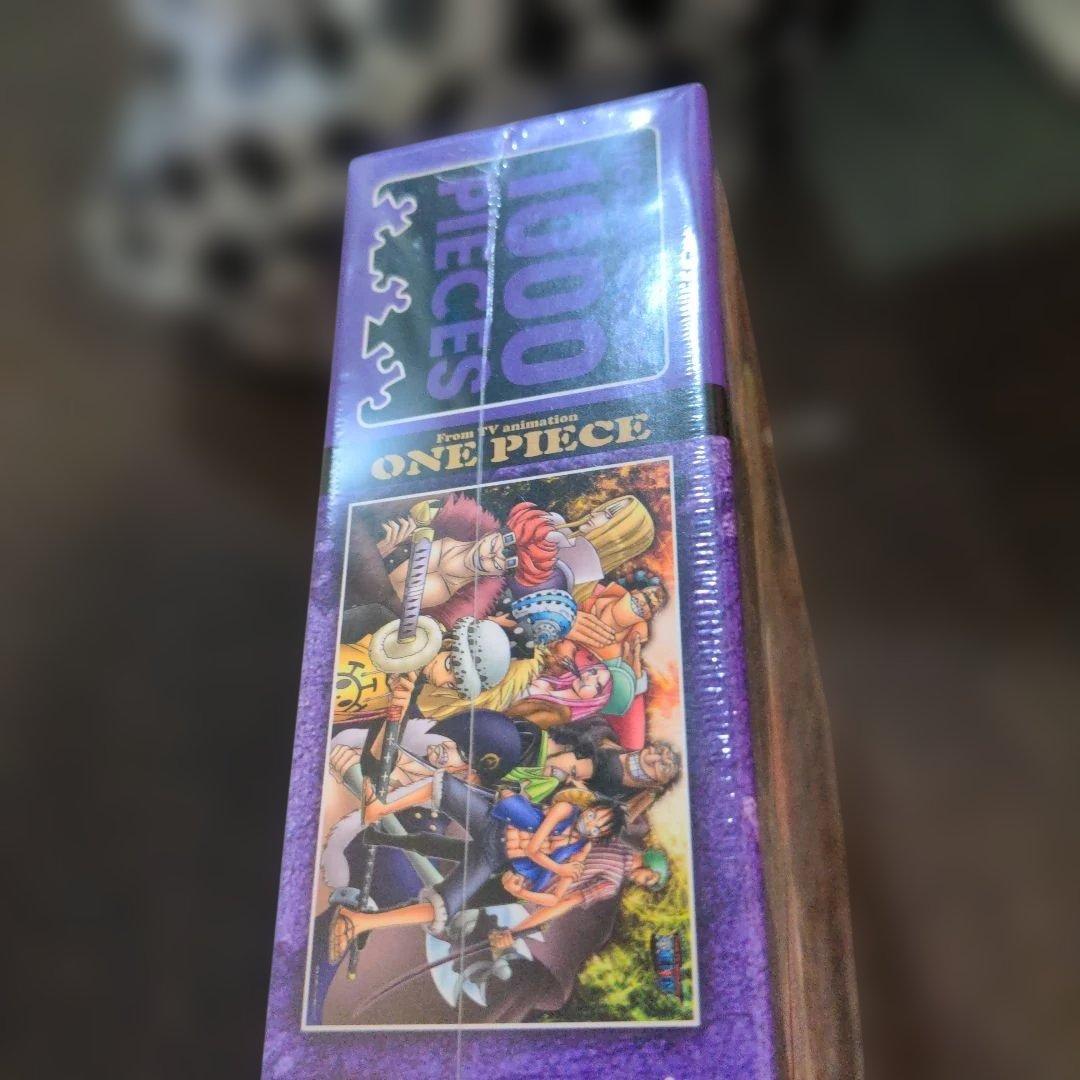 1000
PIECES
From TV animation
ONE PIECE